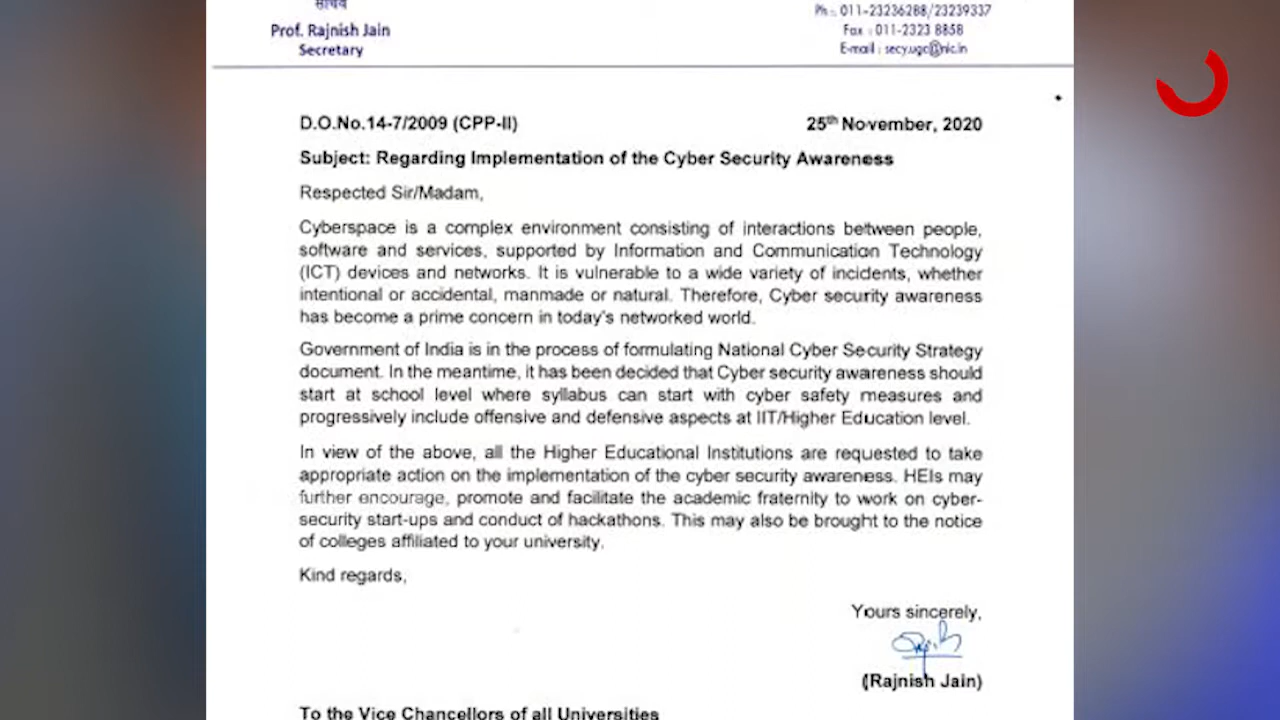 सचिव
Prof. Rajnish Jain
Secretary
Ph :. 011-23236288/23239337
Fax : 011-2323 8858
E-mail : secy.ugc@nic.in
D.O.No.14-7/2009 (CPP-II)
25th November, 2020
Subject: Regarding Implementation of the Cyber Security Awareness
Respected Sir/Madam,
Cyberspace is a complex environment consisting of interactions between people,
software and services, supported by Information and Communication Technology
(ICT) devices and networks. It is vulnerable to a wide variety of incidents, whether
intentional or accidental, manmade or natural. Therefore, Cyber security awareness
has become a prime concern in today's networked world.
Government of India is in the process of formulating National Cyber Security Strategy
document. In the meantime, it has been decided that Cyber security awareness should
start at school level where syllabus can start with cyber safety measures and
progressively include offensive and defensive aspects at IIT/Higher Education level.
In view of the above, all the Higher Educational Institutions are requested to take
appropriate action on the implementation of the cyber security awareness. HEIs may
further encourage, promote and facilitate the academic fraternity to work on cyber-
security start-ups and conduct of hackathons. This may also be brought to the notice
of colleges affiliated to your university.
Kind regards,
Yours sincerely,
(Rajnish Jain)
To the Vice Chancellors of all Universities